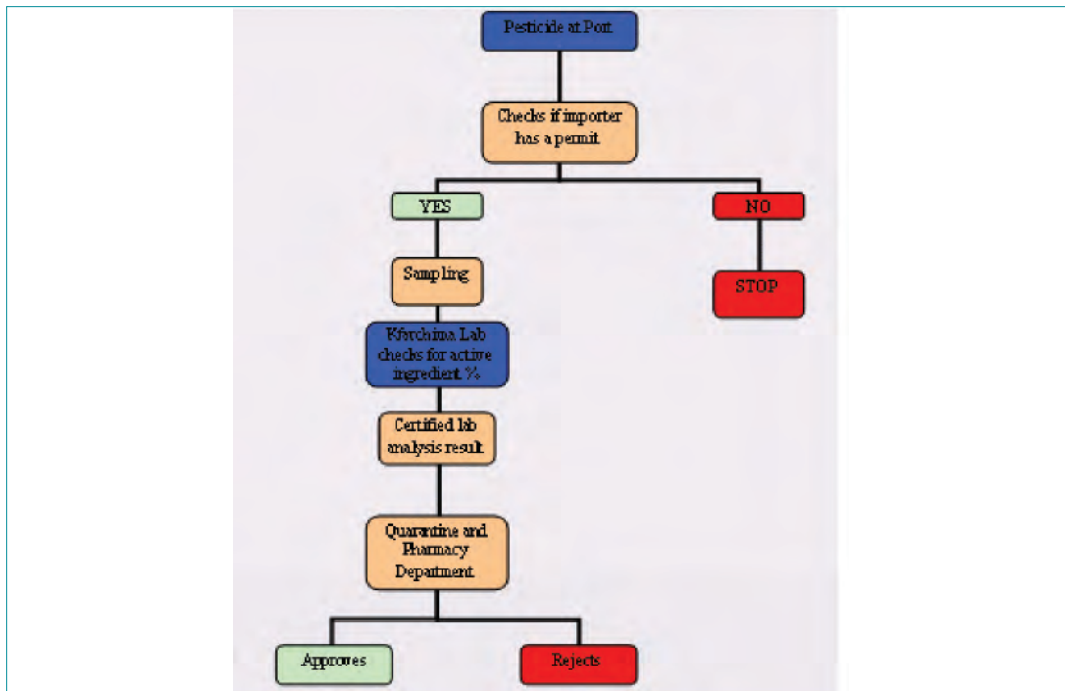 Pesticide at Port
Checks if importer
has a permit
YES
NO
Sampling
STOP
Kfarchima Lab
checks for active
ingredient %
Certified lab
analysis result
Quarantine and
Pharmacy
Department
Approves
Rejects